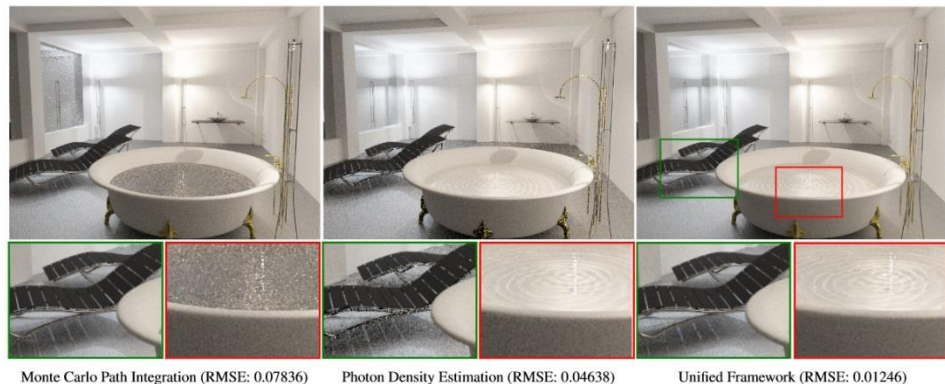 Monte Carlo Path Integration (RMSE: 0.07836)
Photon Density Estimation (RMSE: 0.04638)
Unified Framework (RMSE: 0.01246)